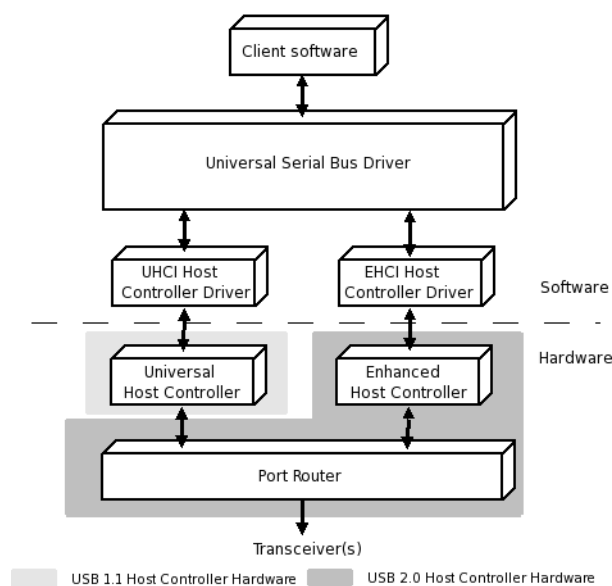 Client software
Universal Serial Bus Driver
UHCI Host
Controller Driver
EHCI Host
Controller Driver
Software
Hardware
Universal
Host Controller
Enhanced
Host Controller
Port Router
Transceiver(s)
USB 1.1 Host Controller Hardware
USB 2.0 Host Controller Hardware